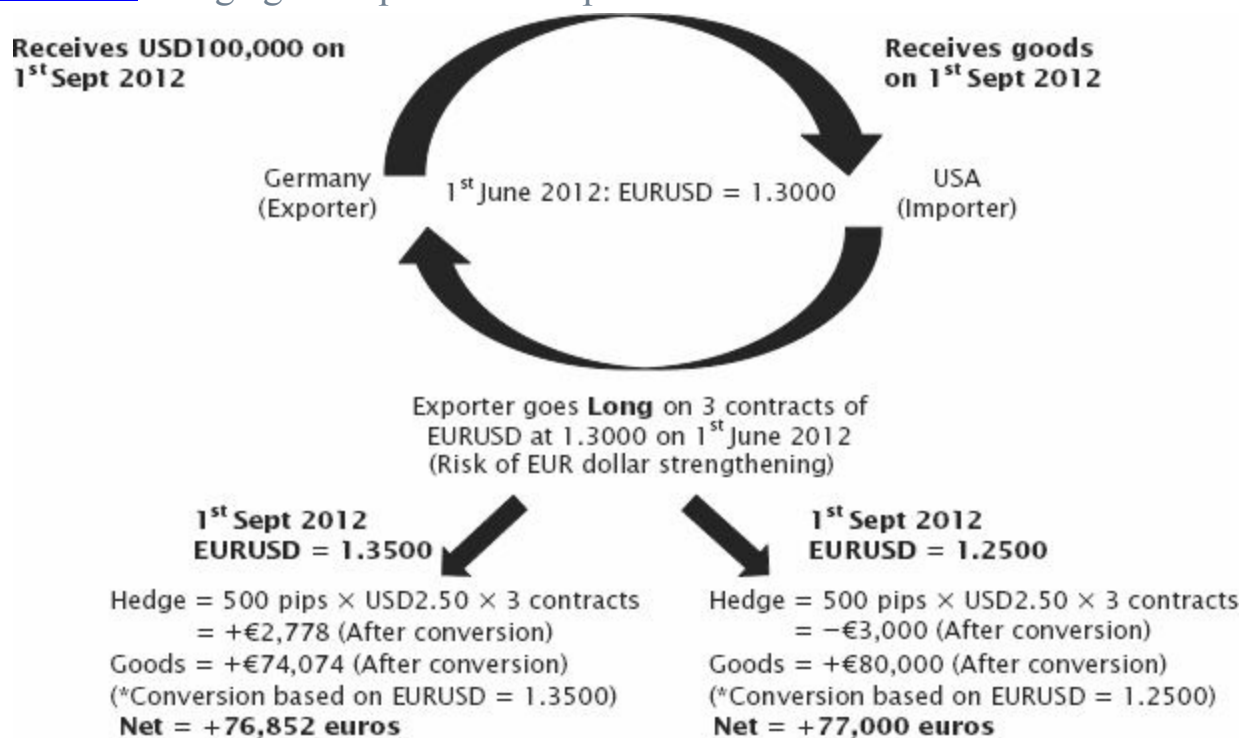 Receives USD100,000 on
1st Sept 2012
Receives goods
on 1st Sept 2012
Germany
(Exporter)
1st June 2012: EURUSD = 1.3000
USA
(Importer)
Exporter goes Long on 3 contracts of
EURUSD at 1.3000 on 1st June 2012
(Risk of EUR dollar strengthening)
1st Sept 2012
EURUSD = 1.3500
Hedge = 500 pips × USD2.50 × 3 contracts
= +€2,778 (After conversion)
Goods = +€74,074 (After conversion)
(*Conversion based on EURUSD = 1.3500)
Net = +76,852 euros
1st Sept 2012
EURUSD = 1.2500
Hedge = 500 pips × USD2.50 × 3 contracts
= −€3,000 (After conversion)
Goods = +€80,000 (After conversion)
(*Conversion based on EURUSD = 1.2500)
Net = +77,000 euros